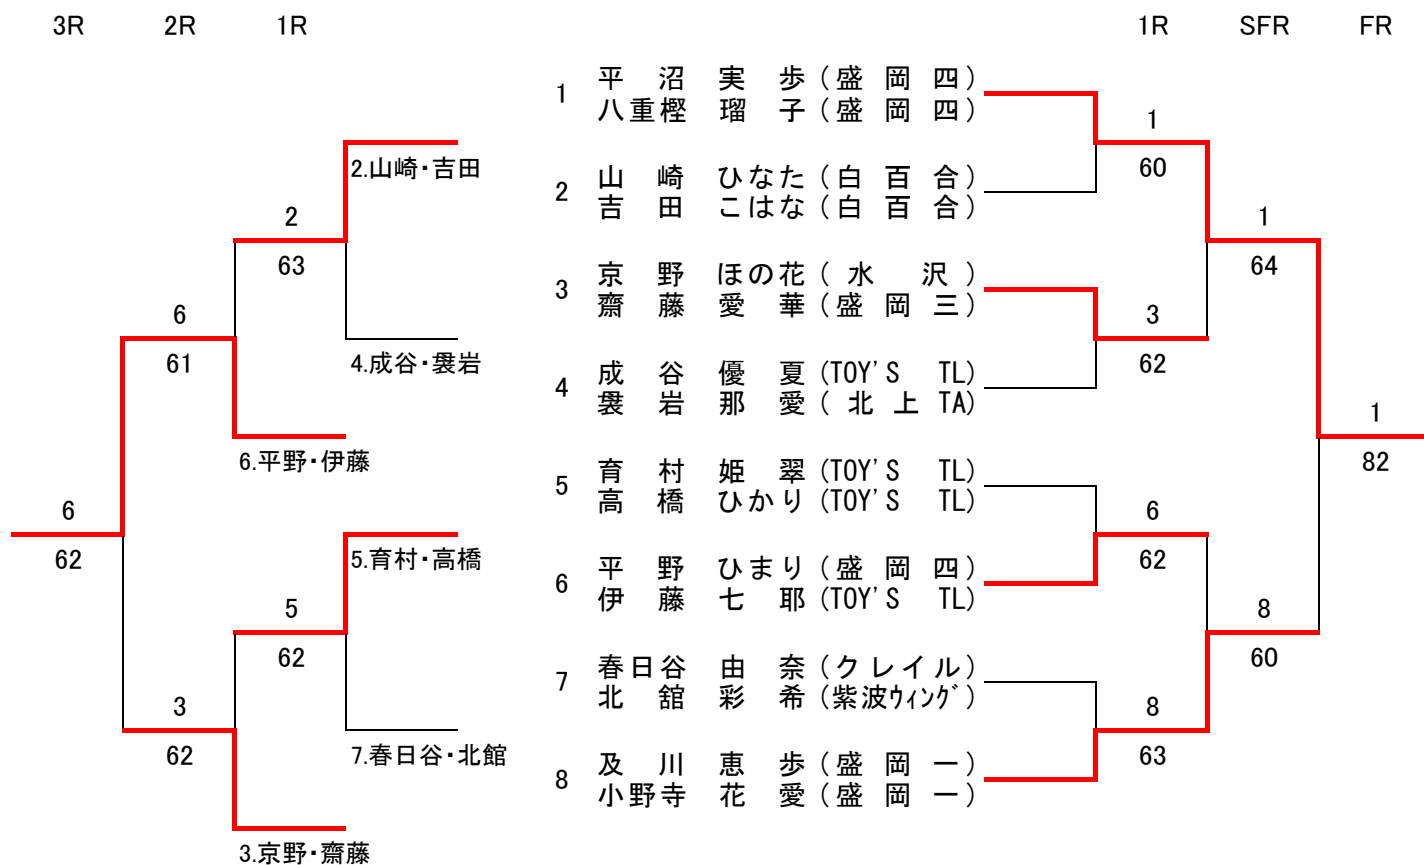 3R 2R 1R 1R SFR FR
1 平沼 実歩 (盛岡四)
八重樫 瑠子 (盛岡四)
2 山崎 ひなた (白百合)
吉田 こはな (白百合)
3 京野 ほの花 (水沢)
齋藤 愛華 (盛岡三)
4 成谷 優夏 (TOY'S TL)
袰岩 那愛 (北上TA)
5 育村 姫翠 (TOY'S TL)
高橋 ひかり (TOY'S TL)
6 平野 ひまり (盛岡四)
伊藤 七耶 (TOY'S TL)
7 春日谷 由奈 (クレイル)
北舘 彩希 (紫波ウィング)
8 及川 恵歩 (盛岡一)
小野寺 花愛 (盛岡一)
1
60
3
62
6
62
8
63
1
64
8
60
1
82
2.山崎・吉田
2
63
4.成谷・袰岩
6
61
6.平野・伊藤
6
62
5.育村・高橋
5
62
7.春日谷・北館
3
62
3.京野・齋藤